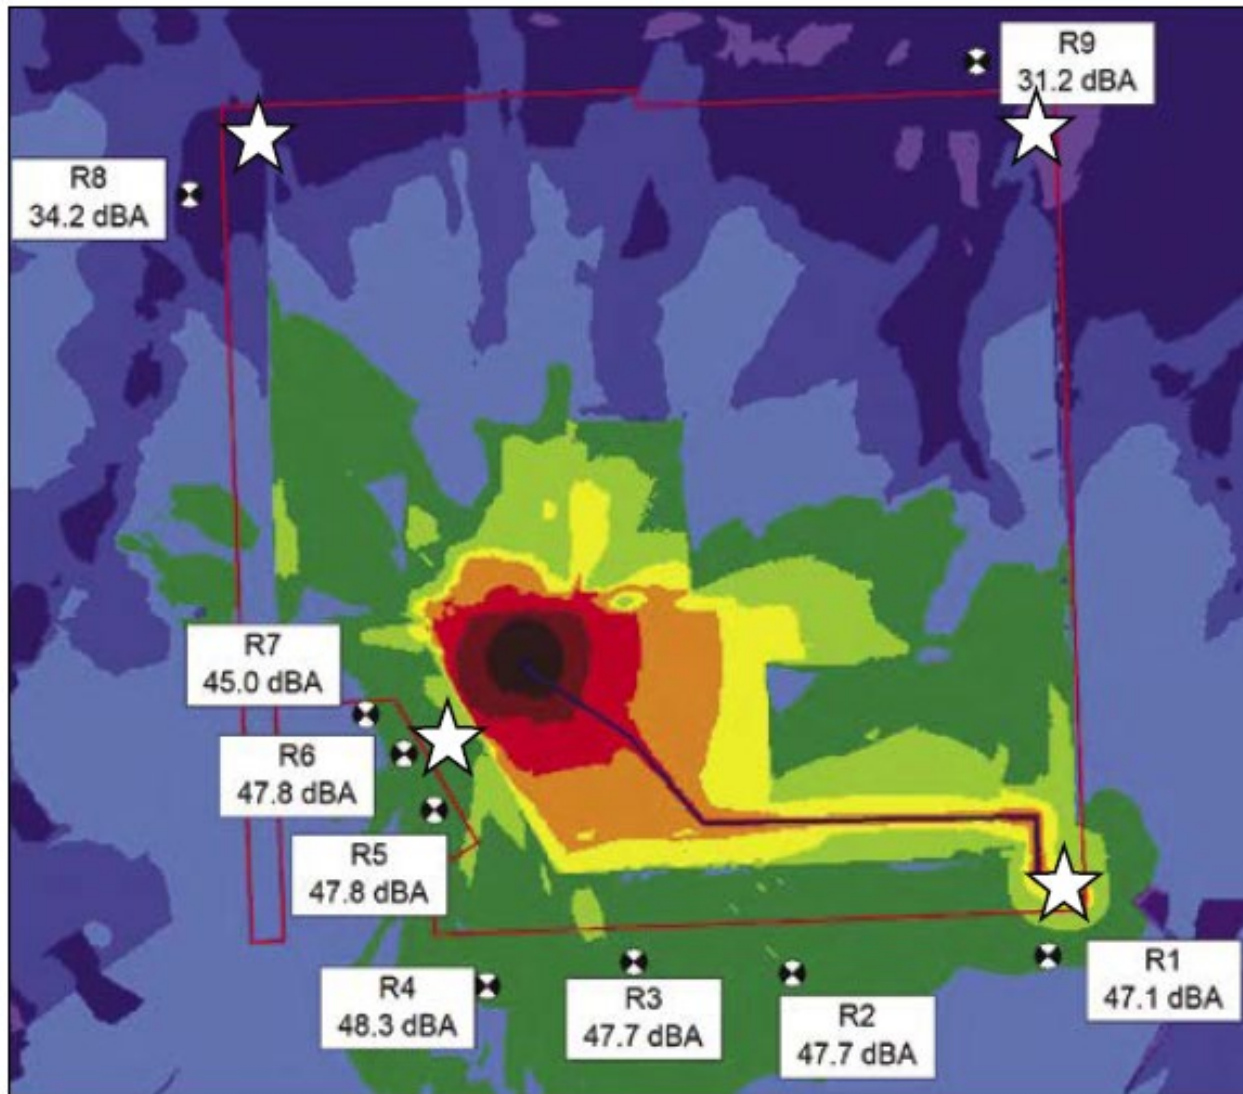 R9
31.2 dBA
R8
34.2 dBA
R7
45.0 dBA
R6
47.8 dBA
R5
47.8 dBA
R4
48.3 dBA
R3
47.7 dBA
R2
47.7 dBA
R1
47.1 dBA